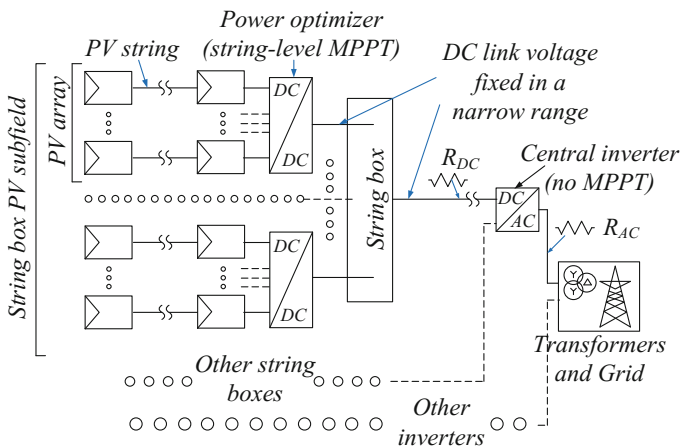 Power optimizer
(string-level MPPT)
PV string
DC link voltage
fixed in a
narrow range
String box PV subfield
PV array
DC
DC
String box
R_DC
Central inverter
(no MPPT)
DC
AC
R_AC
DC
DC
Transformers
and Grid
Other string
boxes
Other
inverters